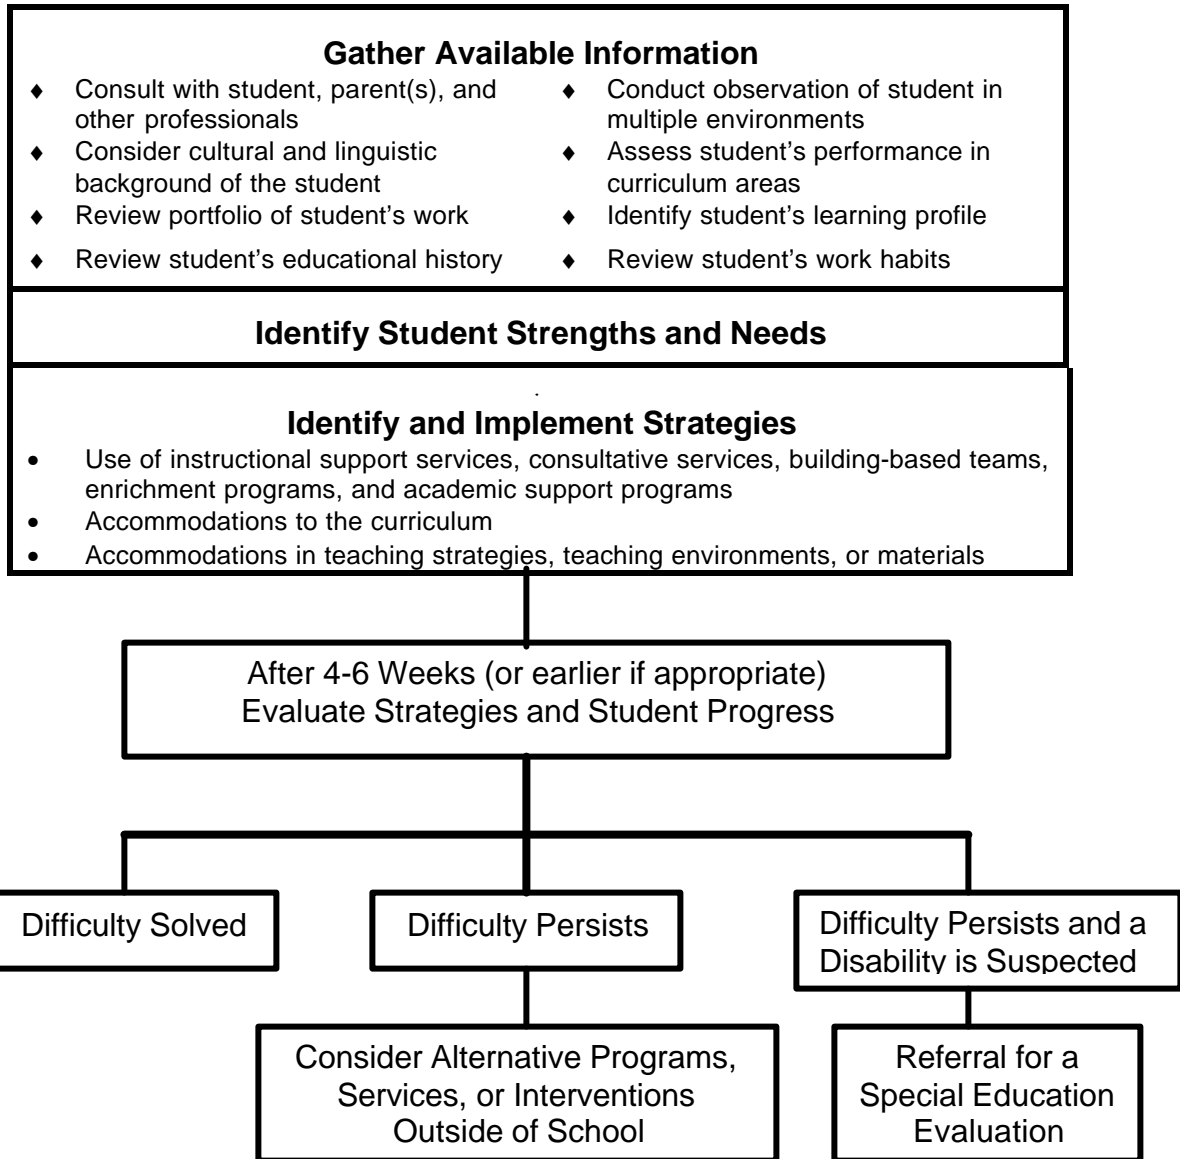 Gather Available Information
♦ Consult with student, parent(s), and
other professionals
♦ Consider cultural and linguistic
background of the student
♦ Review portfolio of student’s work
♦ Review student’s educational history
♦ Conduct observation of student in
multiple environments
♦ Assess student’s performance in
curriculum areas
♦ Identify student’s learning profile
♦ Review student’s work habits
Identify Student Strengths and Needs
.
Identify and Implement Strategies
• Use of instructional support services, consultative services, building-based teams,
enrichment programs, and academic support programs
• Accommodations to the curriculum
• Accommodations in teaching strategies, teaching environments, or materials
After 4-6 Weeks (or earlier if appropriate)
Evaluate Strategies and Student Progress
Difficulty Solved
Difficulty Persists
Difficulty Persists and a
Disability is Suspected
Consider Alternative Programs,
Services, or Interventions
Outside of School
Referral for a
Special Education
Evaluation